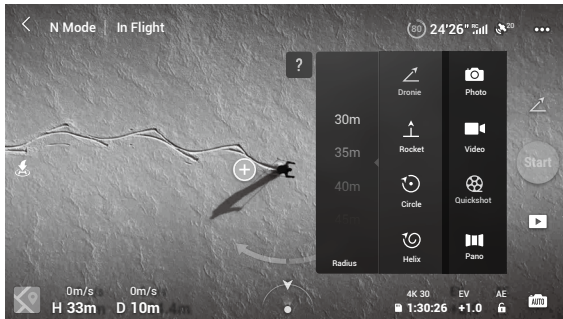 N Mode | In Flight
80 24'26" RC 20
?
30m
35m
40m
Radius
Dronie
Rocket
Circle
Helix
Photo
Video
Quickshot
Pano
Start
0m/s 0m/s
H 33m D 10m
4K 30 EV AE
1:30:26 +1.0
AUTO